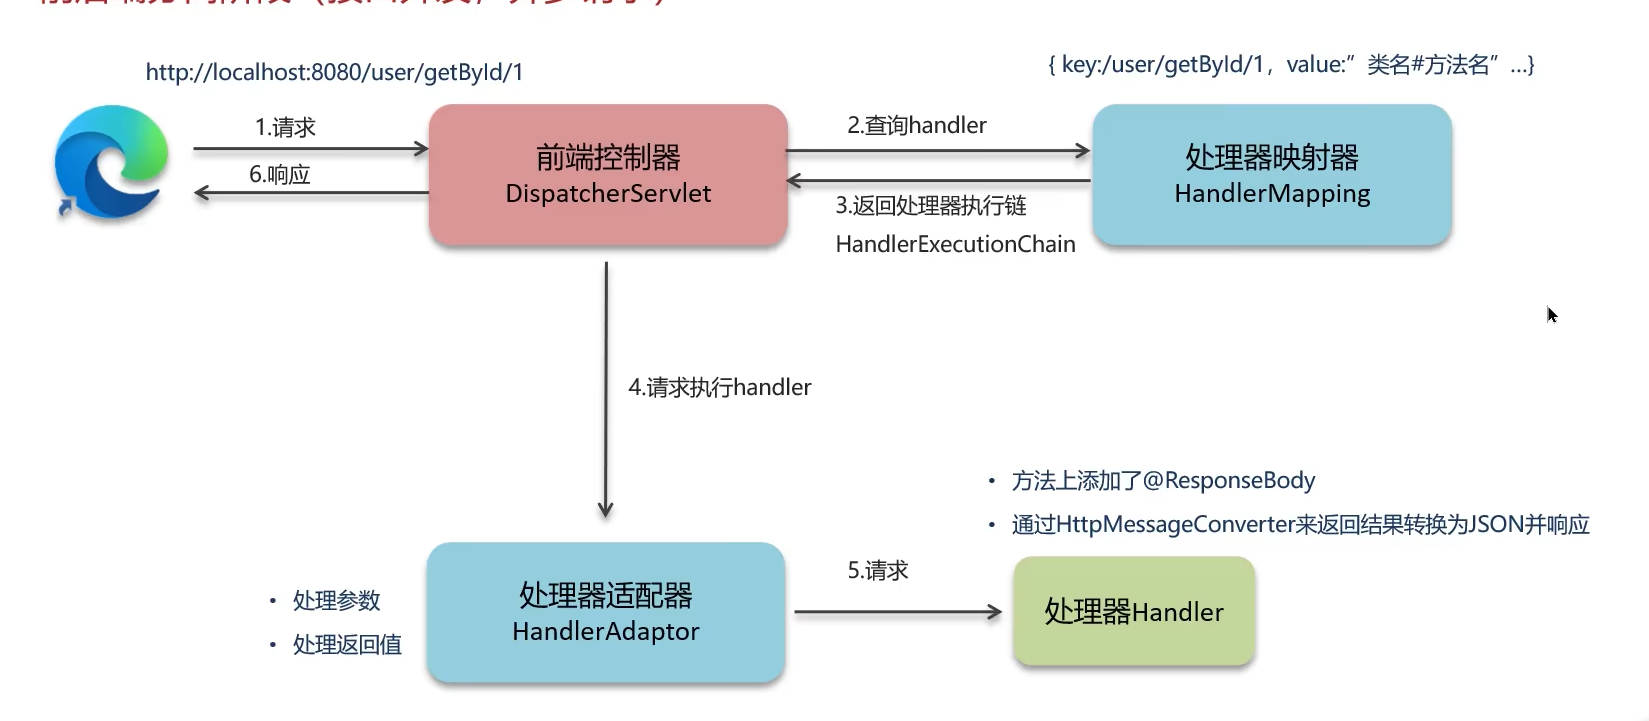 http://localhost:8080/user/getById/1
{ key:/user/getById/1，value:”类名#方法名”...}
1.请求
6.响应
前端控制器
DispatcherServlet
2.查询handler
3.返回处理器执行链
HandlerExecutionChain
处理器映射器
HandlerMapping
4.请求执行handler
• 方法上添加了@ResponseBody
• 通过HttpMessageConverter来返回结果转换为JSON并响应
• 处理参数
• 处理返回值
处理器适配器
HandlerAdaptor
5.请求
处理器Handler